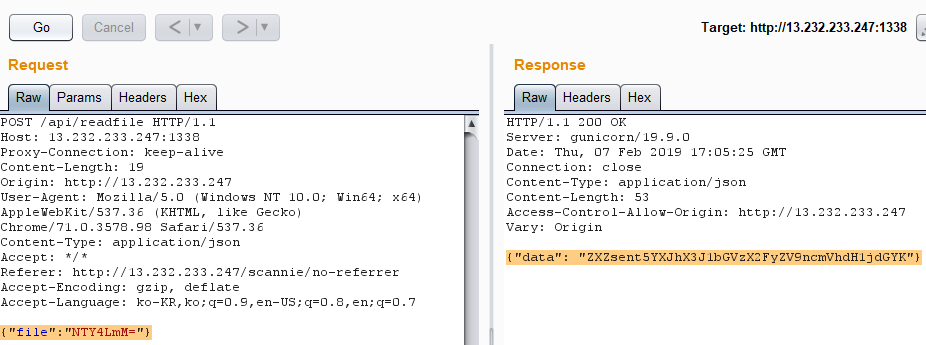 Go
Cancel
<
>
Target: http://13.232.233.247:1338
Request
Raw
Params
Headers
Hex
POST /api/readfile HTTP/1.1
Host: 13.232.233.247:1338
Proxy-Connection: keep-alive
Content-Length: 19
Origin: http://13.232.233.247
User-Agent: Mozilla/5.0 (Windows NT 10.0; Win64; x64)
AppleWebKit/537.36 (KHTML, like Gecko)
Chrome/71.0.3578.98 Safari/537.36
Content-Type: application/json
Accept: */*
Referer: http://13.232.233.247/scannie/no-referrer
Accept-Encoding: gzip, deflate
Accept-Language: ko-KR,ko;q=0.9,en-US;q=0.8,en;q=0.7
{"file":"NTY4LmM="}
Response
Raw
Headers
Hex
HTTP/1.1 200 OK
Server: gunicorn/19.9.0
Date: Thu, 07 Feb 2019 17:05:25 GMT
Connection: close
Content-Type: application/json
Content-Length: 53
Access-Control-Allow-Origin: http://13.232.233.247
Vary: Origin
{"data": "ZXZsent5YXJhX3J1bGVzX2FyZV9ncmVhdH1jdGYK"}